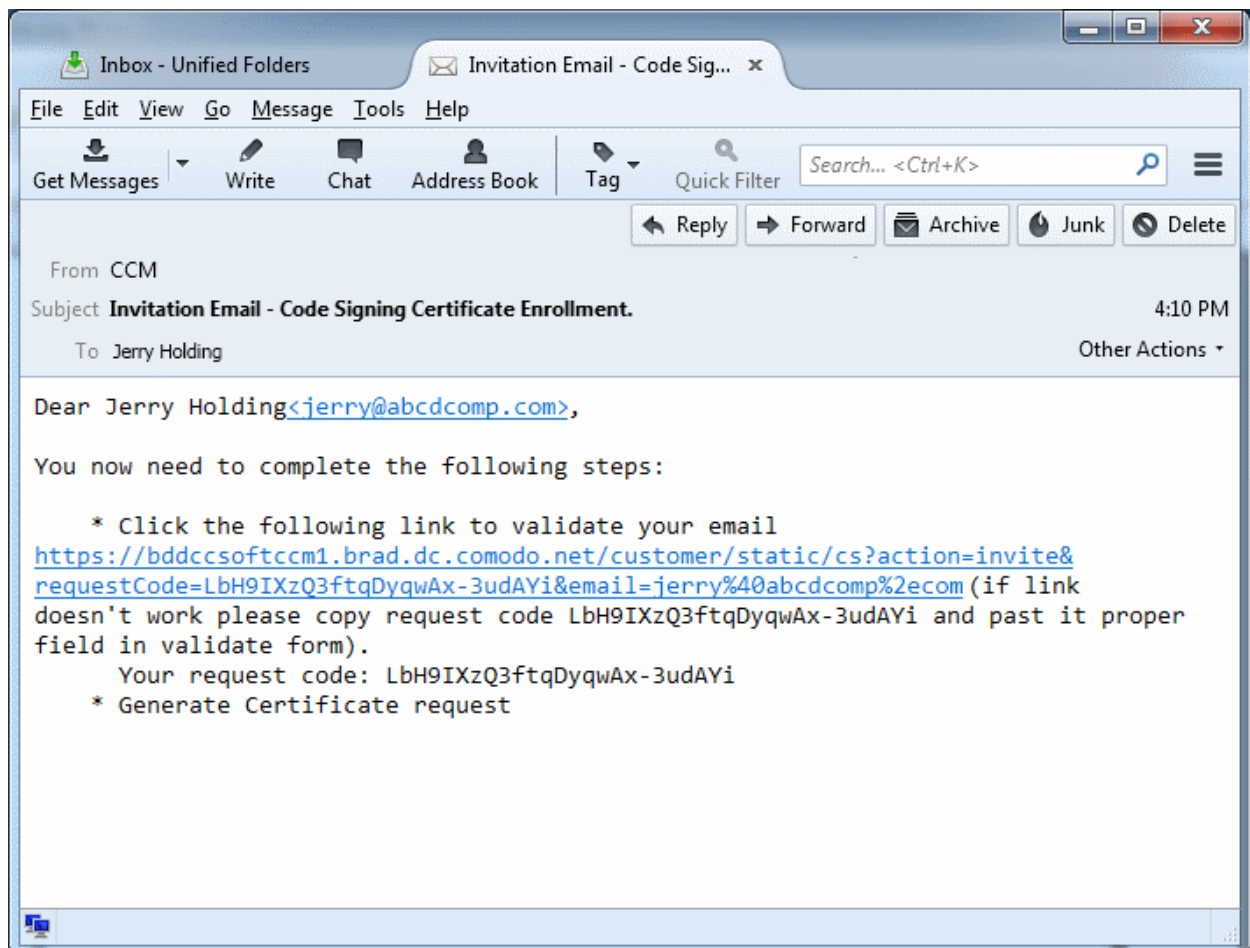 Inbox - Unified Folders
Invitation Email - Code Sig...
File Edit View Go Message Tools Help
Get Messages Write Chat Address Book Tag Quick Filter Search... <Ctrl+K>
Reply Forward Archive Junk Delete
From CCM
Subject Invitation Email - Code Signing Certificate Enrollment. 4:10 PM
To Jerry Holding Other Actions
Dear Jerry Holding<jerry@abcdcomp.com>,
You now need to complete the following steps:
* Click the following link to validate your email
https://bddccsoftccm1.brad.dc.comodo.net/customer/static/cs?action=invite&
requestCode=LbH9IXzQ3ftqDyqwAx-3udAYi&email=jerry%40abcdcomp%2ecom (if link
doesn't work please copy request code LbH9IXzQ3ftqDyqwAx-3udAYi and past it proper
field in validate form).
Your request code: LbH9IXzQ3ftqDyqwAx-3udAYi
* Generate Certificate request